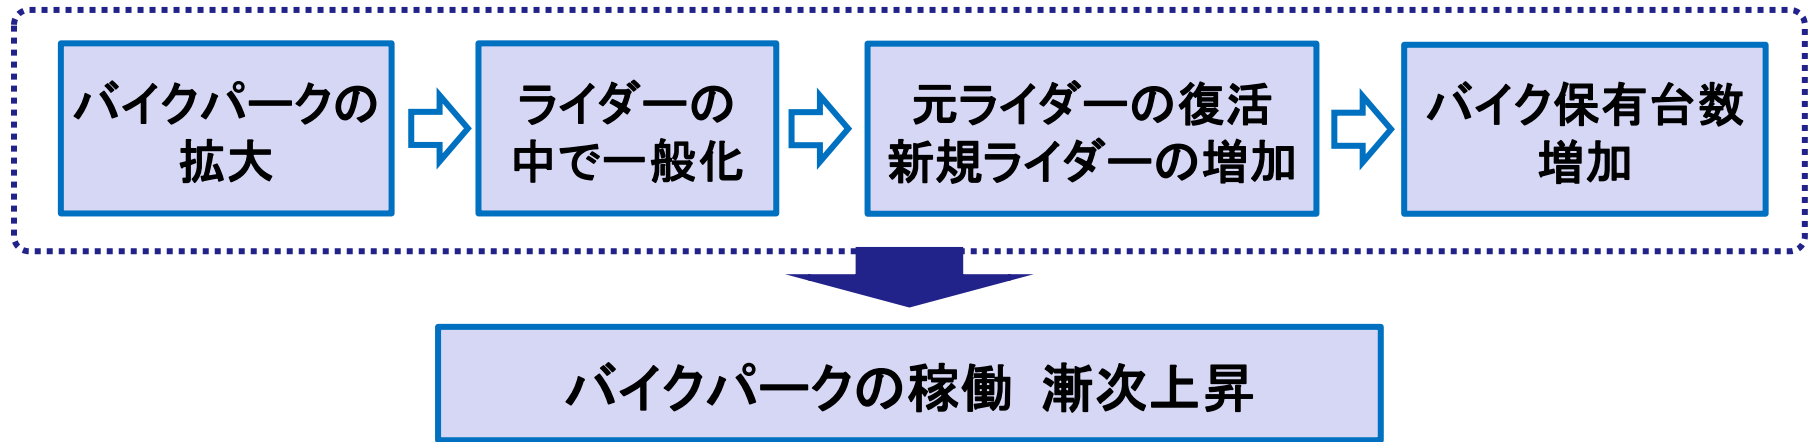 バイクパークの
拡大
ライダーの
中で一般化
元ライダーの復活
新規ライダーの増加
バイク保有台数
増加
バイクパークの稼働 漸次上昇